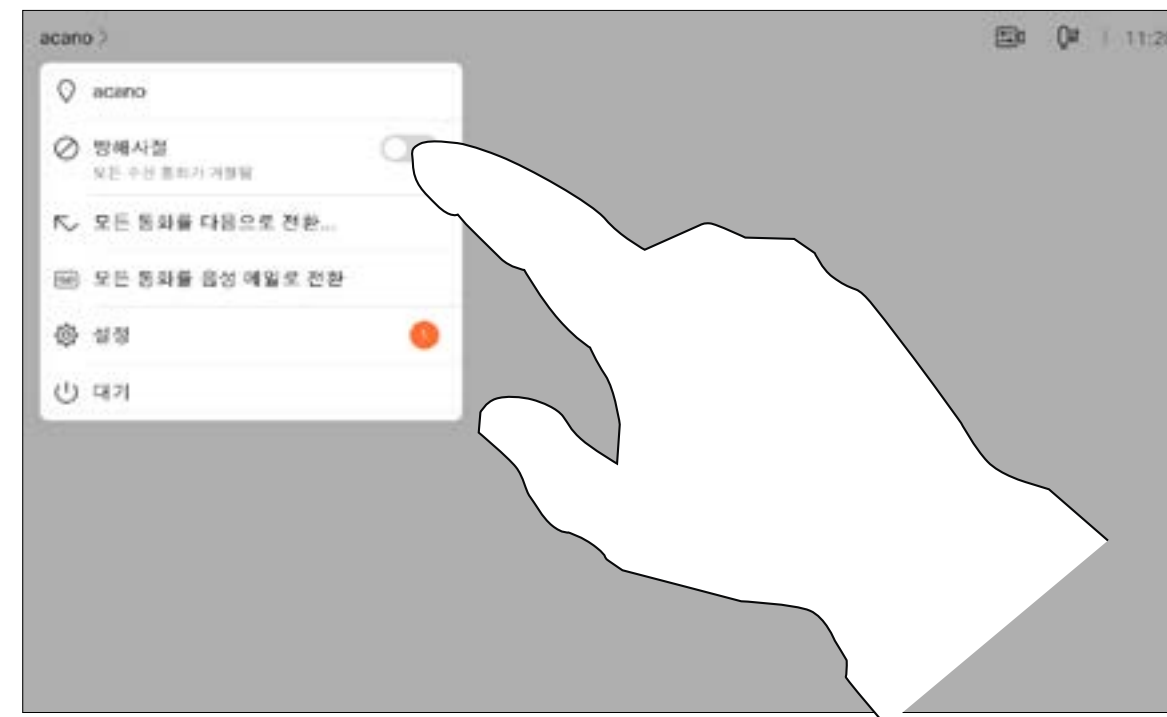 acano
11:20
acano
방해사절
모든 수신 통화가 거절됨
모든 통화를 다음으로 전환...
모든 통화를 음성 메일로 전환
설정
대기